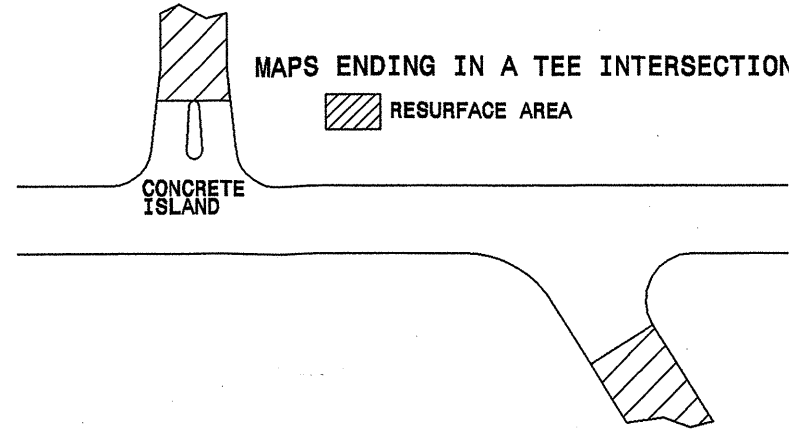 MAPS ENDING IN A TEE INTERSECTION
RESURFACE AREA
CONCRETE
ISLAND